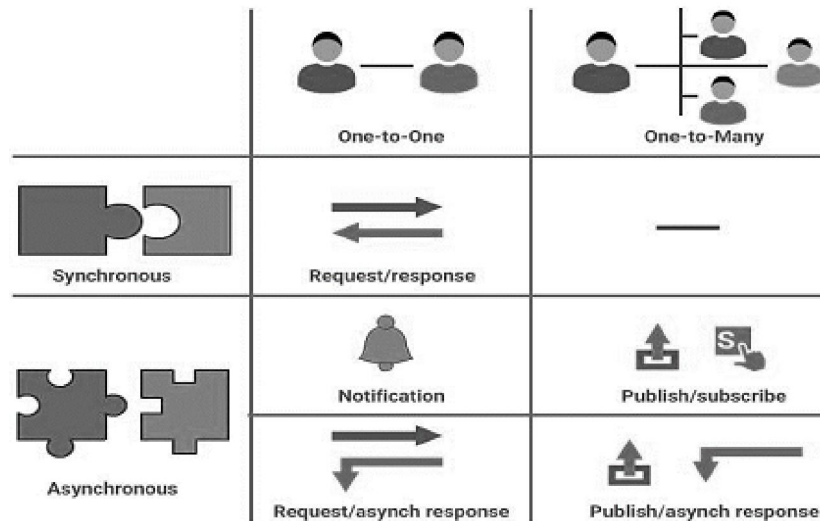 One-to-One
One-to-Many
Synchronous
Request/response
Notification
S
Publish/subscribe
Asynchronous
Request/asynch response
Publish/asynch response